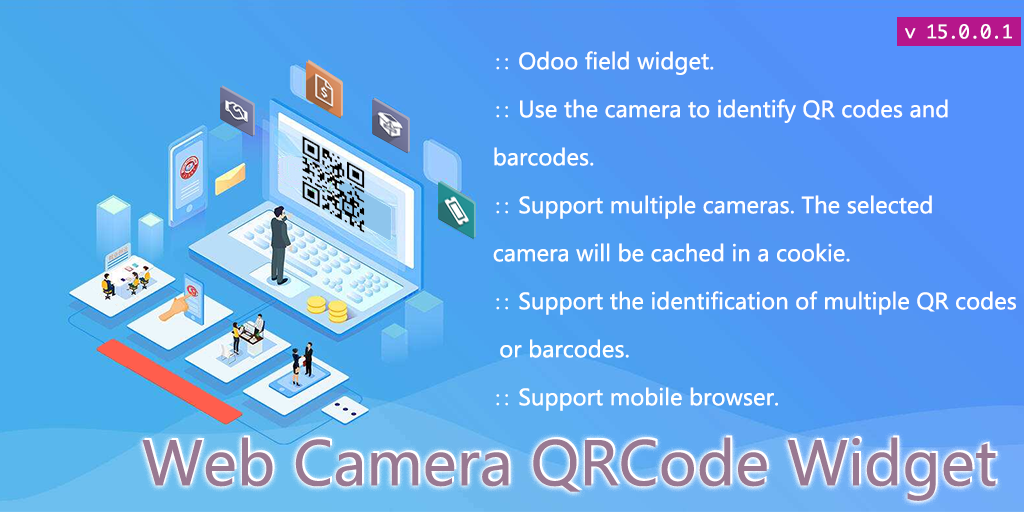 v 15.0.0.1
:: Odoo field widget.
:: Use the camera to identify QR codes and
barcodes.
:: Support multiple cameras. The selected
camera will be cached in a cookie.
:: Support the identification of multiple QR codes
or barcodes.
:: Support mobile browser.
Web Camera QRCode Widget